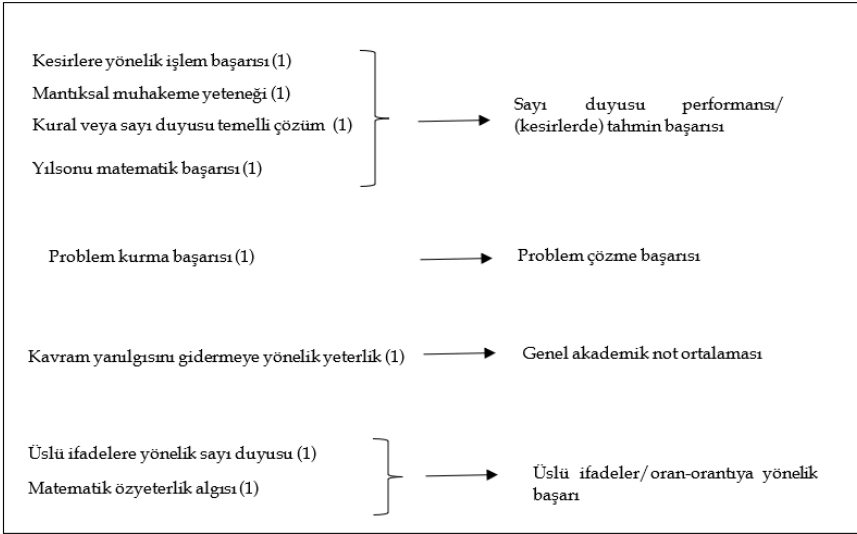 Kesirlere yönelik işlem başarısı (1)
Mantıksal muhakeme yeteneği (1)
Kural veya sayı duyusu temelli çözüm (1)
Yılsonu matematik başarısı (1)
Sayı duyusu performansı/
(kesirlerde) tahmin başarısı
Problem kurma başarısı (1)
Problem çözme başarısı
Kavram yanılgısını gidermeye yönelik yeterlik (1)
Genel akademik not ortalaması
Üslü ifadelere yönelik sayı duyusu (1)
Matematik özyeterlik algısı (1)
Üslü ifadeler/oran-orantıya yönelik
başarı